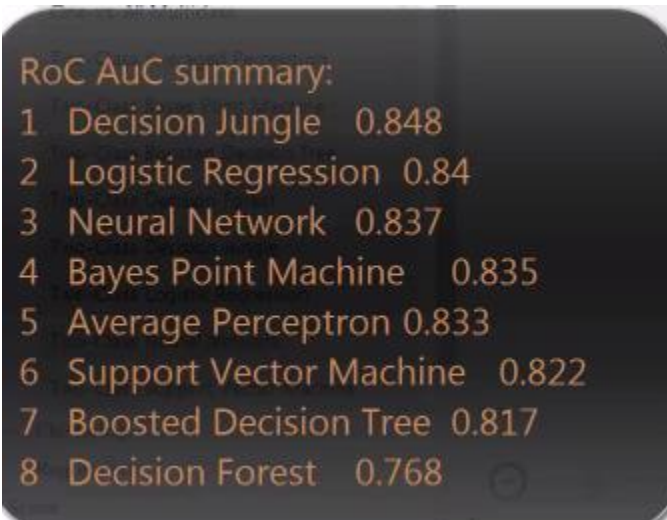 RoC AuC summary:
1 Decision Jungle 0.848
2 Logistic Regression 0.84
3 Neural Network 0.837
4 Bayes Point Machine 0.835
5 Average Perceptron 0.833
6 Support Vector Machine 0.822
7 Boosted Decision Tree 0.817
8 Decision Forest 0.768